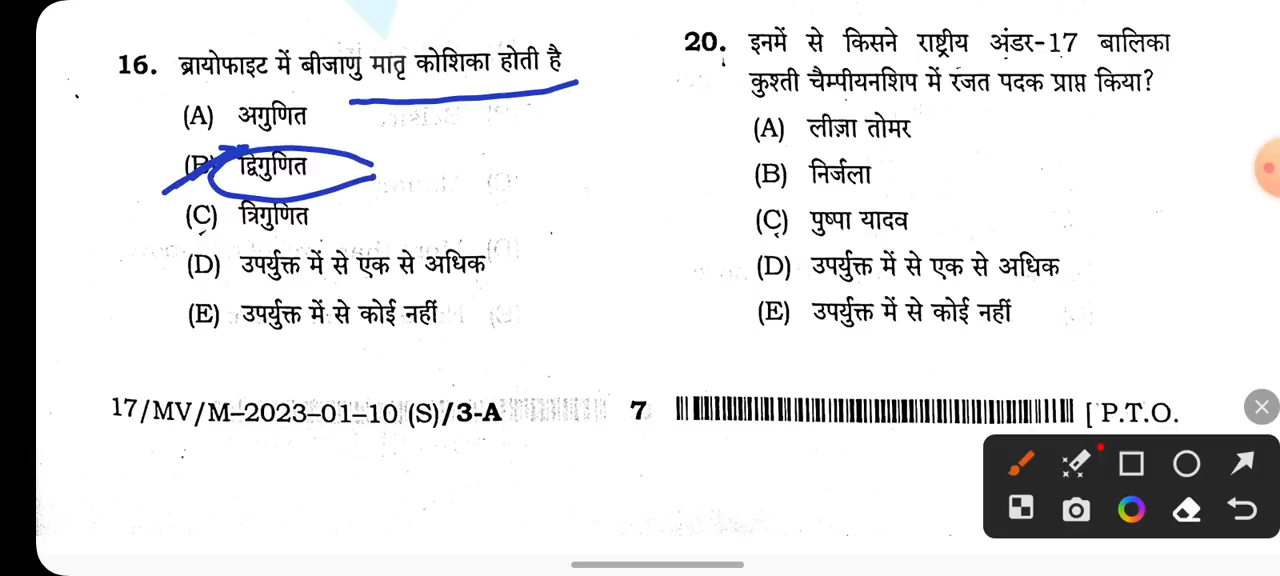 16. ब्रायोफाइट में बीजाणु मातृ कोशिका होती है
(A) अगुणित
(B) द्विगुणित
(C) त्रिगुणित
(D) उपर्युक्त में से एक से अधिक
(E) उपर्युक्त में से कोई नहीं
20. इनमें से किसने राष्ट्रीय अंडर-17 बालिका
कुश्ती चैम्पीयनशिप में रजत पदक प्राप्त किया?
(A) लीज़ा तोमर
(B) निर्जला
(C) पुष्पा यादव
(D) उपर्युक्त में से एक से अधिक
(E) उपर्युक्त में से कोई नहीं
17/MV/M–2023–01–10 (S)/3-A
7
[ P.T.O.